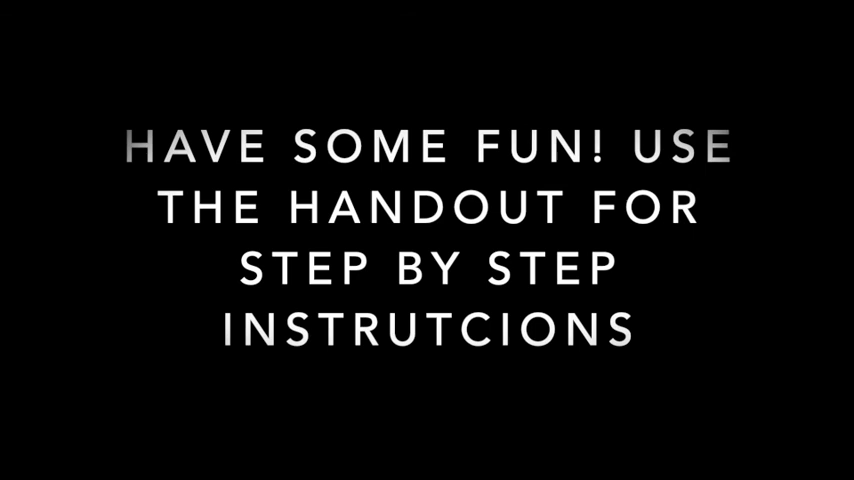 HAVE SOME FUN! USE
THE HANDOUT FOR
STEP BY STEP
INSTRUTCIONS